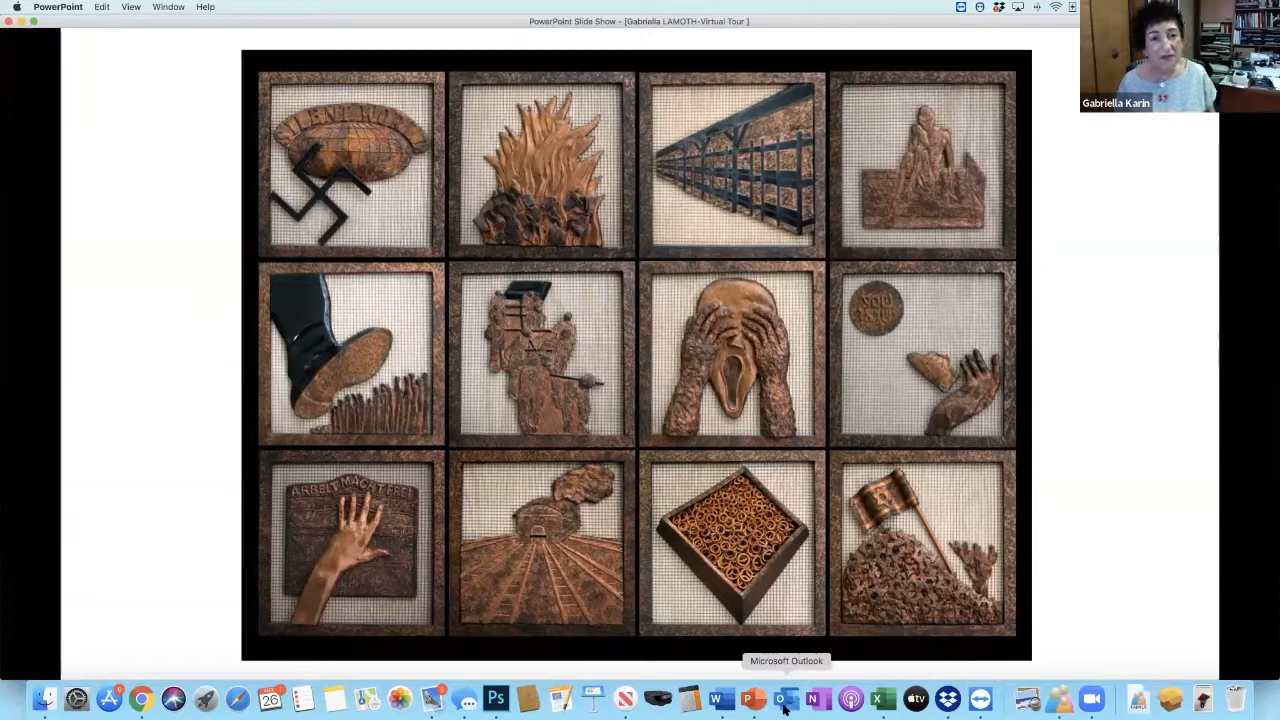 PowerPoint Edit View Window Help
PowerPoint Slide Show - [Gabriella LAMOTH-Virtual Tour ]
Gabriella Karin
ARBEIT MACHT FREI
Microsoft Outlook